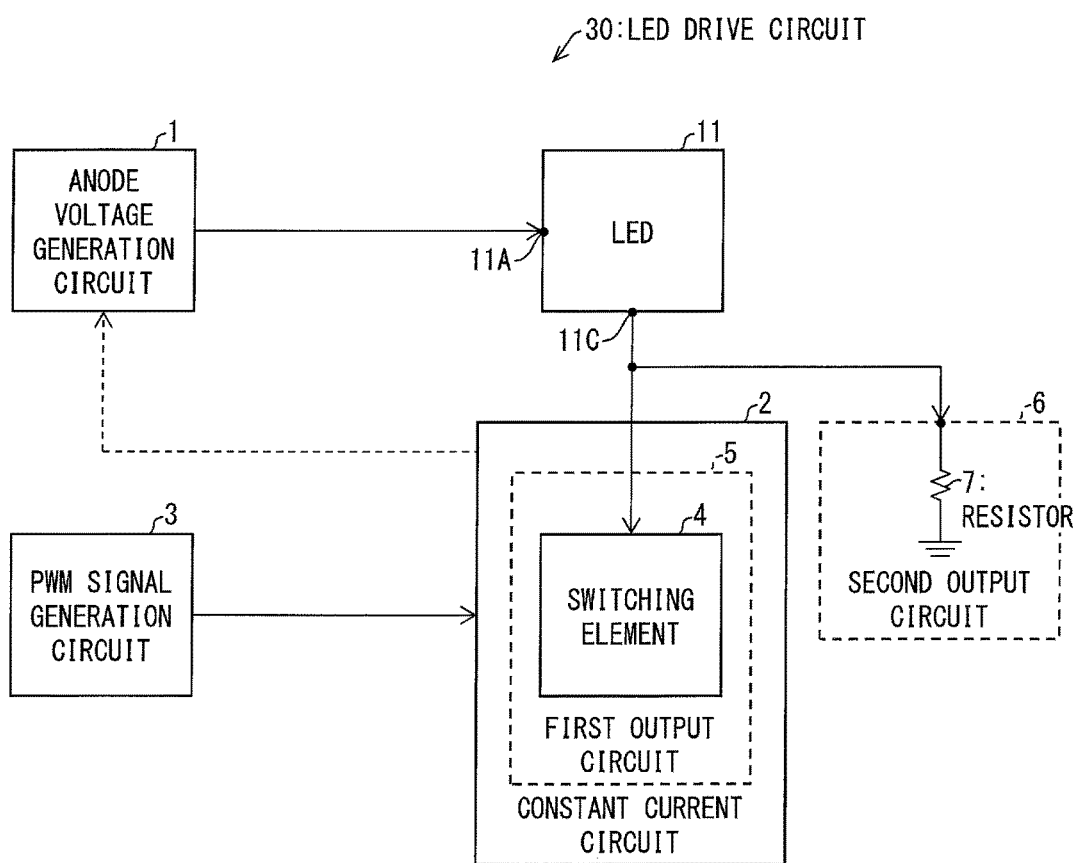 30:LED DRIVE CIRCUIT
1
ANODE
VOLTAGE
GENERATION
CIRCUIT
11
LED
11A
11C
2
6
5
7:
RESISTOR
3
4
PWM SIGNAL
GENERATION
CIRCUIT
SWITCHING
ELEMENT
SECOND OUTPUT
CIRCUIT
FIRST OUTPUT
CIRCUIT
CONSTANT CURRENT
CIRCUIT